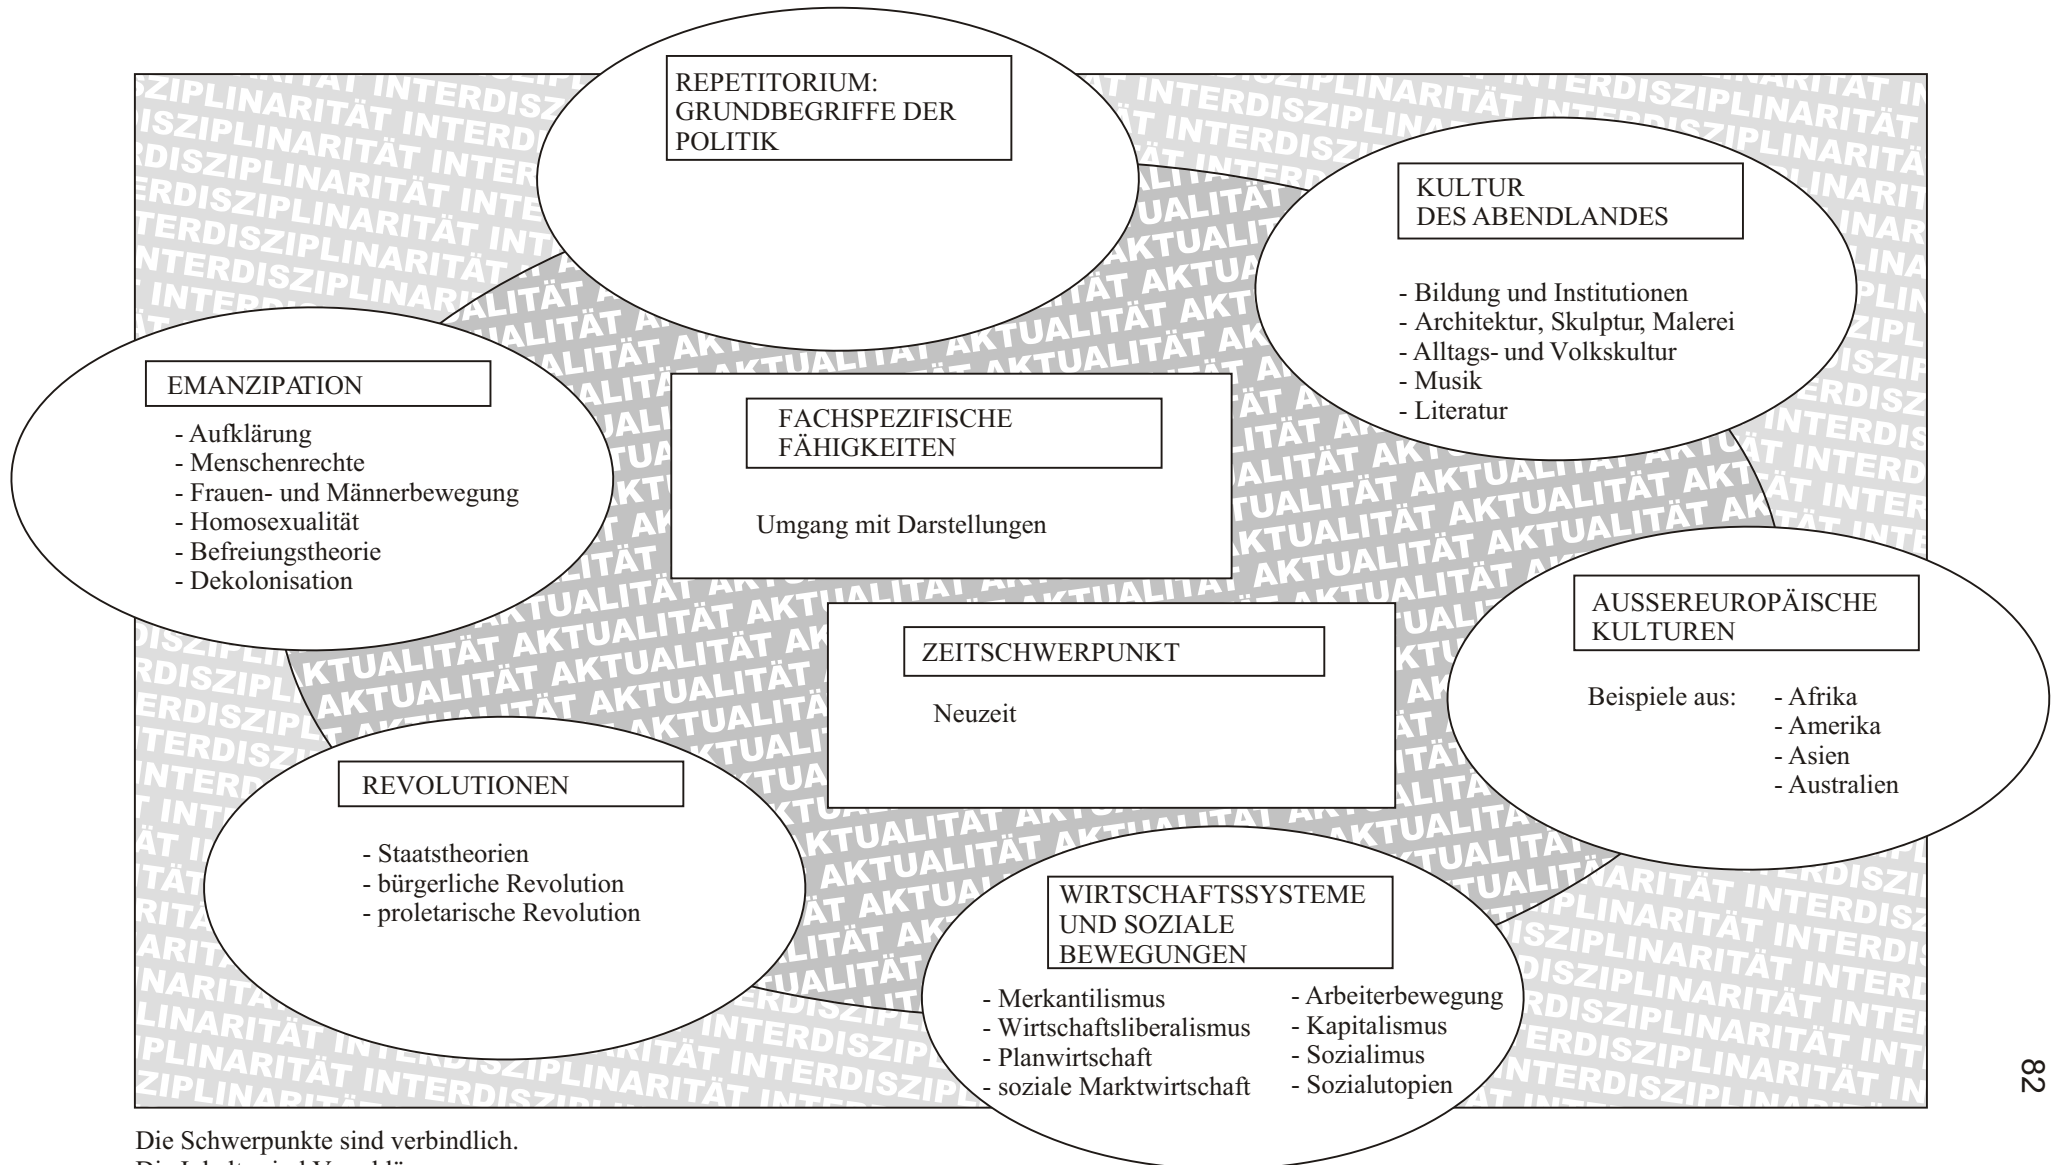 REPETITORIUM:
GRUNDBEGRIFFE DER
POLITIK
KULTUR
DES ABENDLANDES
- Bildung und Institutionen
- Architektur, Skulptur, Malerei
- Alltags- und Volkskultur
- Musik
- Literatur
EMANZIPATION
- Aufklärung
- Menschenrechte
- Frauen- und Männerbewegung
- Homosexualität
- Befreiungstheorie
- Dekolonisation
FACHSPEZIFISCHE
FÄHIGKEITEN
Umgang mit Darstellungen
AUSSEREUROPÄISCHE
KULTUREN
Beispiele aus:
- Afrika
- Amerika
- Asien
- Australien
ZEITSCHWERPUNKT
Neuzeit
REVOLUTIONEN
- Staatstheorien
- bürgerliche Revolution
- proletarische Revolution
WIRTSCHAFTSSYSTEME
UND SOZIALE
BEWEGUNGEN
- Merkantilismus
- Wirtschaftsliberalismus
- Planwirtschaft
- soziale Marktwirtschaft
- Arbeiterbewegung
- Kapitalismus
- Sozialimus
- Sozialutopien
INTERDISZIPLINARITÄT
AKTUALITÄT
82
Die Schwerpunkte sind verbindlich.